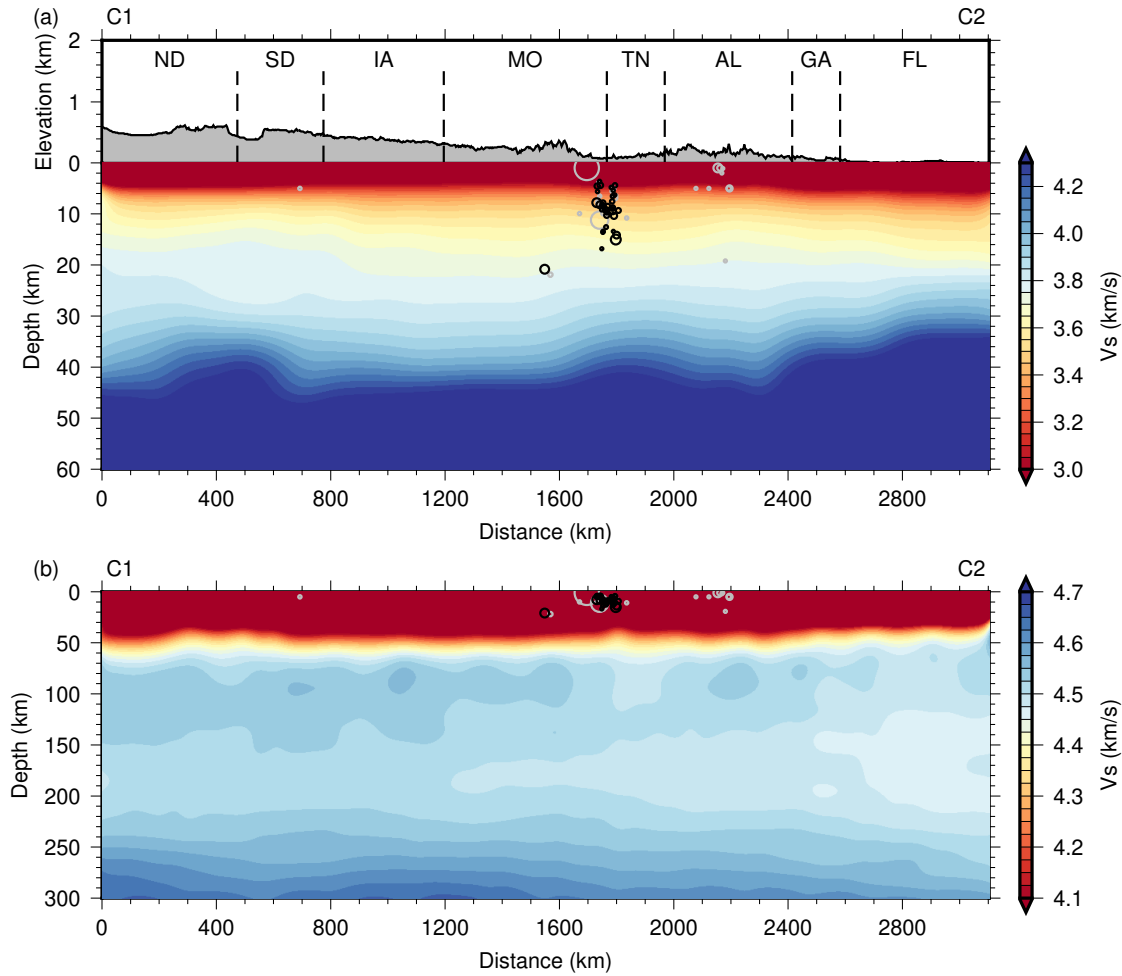 (a) C1 C2
ND SD IA MO TN AL GA FL
Elevation (km)
2
1
0
Depth (km)
0
10
20
30
40
50
60
0 400 800 1200 1600 2000 2400 2800
Distance (km)
4.2
4.0
3.8
3.6
3.4
3.2
3.0
Vs (km/s)
(b) C1 C2
Depth (km)
0
50
100
150
200
250
300
0 400 800 1200 1600 2000 2400 2800
Distance (km)
4.7
4.6
4.5
4.4
4.3
4.2
4.1
Vs (km/s)